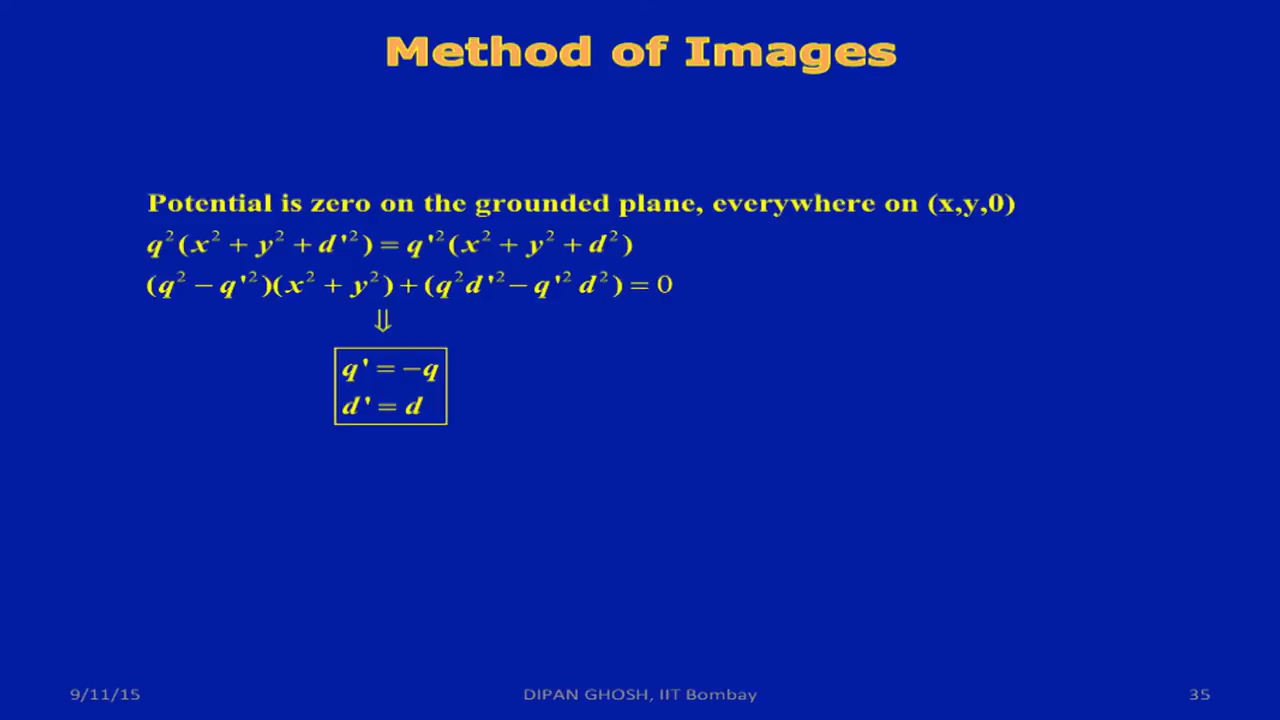 Method of Images
Potential is zero on the grounded plane, everywhere on (x,y,0)
q²(x² + y² + d'²) = q'²(x² + y² + d²)
(q² − q'²)(x² + y²) + (q²d'² − q'² d²) = 0
⇓
q' = −q
d' = d
9/11/15
DIPAN GHOSH, IIT Bombay
35